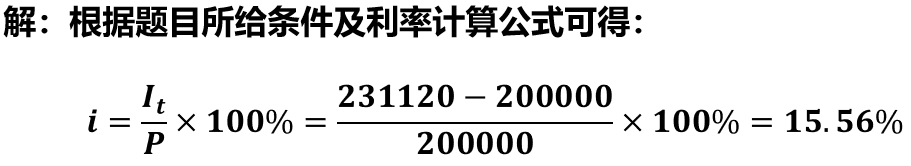 解：根据题目所给条件及利率计算公式可得：
i = I_t / P × 100% = (231120 − 200000) / 200000 × 100% = 15.56%